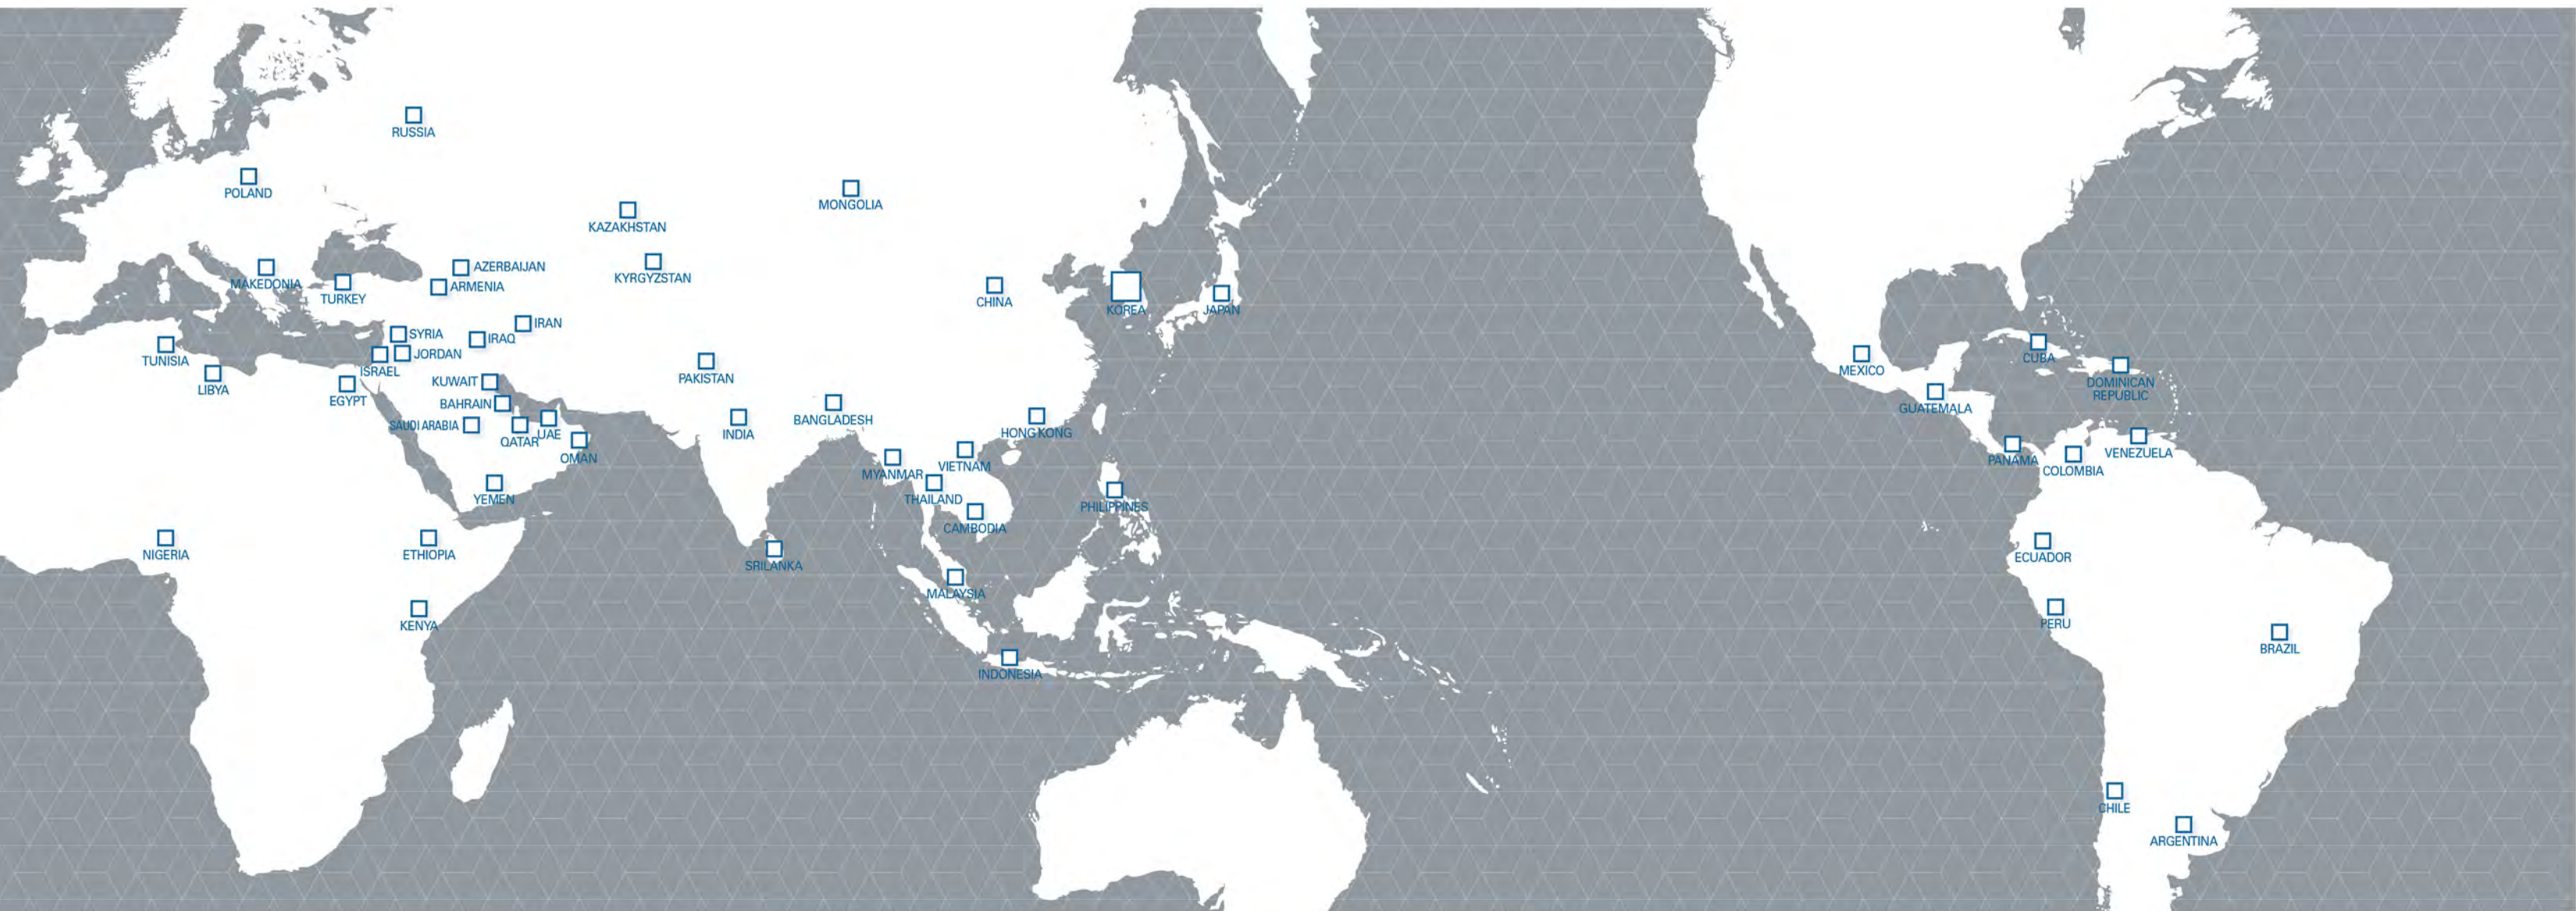 RUSSIA
POLAND
MONGOLIA
KAZAKHSTAN
AZERBAIJAN
KYRGYZSTAN
MAKEDONIA
ARMENIA
TURKEY
CHINA
KOREA
JAPAN
IRAN
SYRIA
IRAQ
JORDAN
TUNISIA
ISRAEL
CUBA
MEXICO
PAKISTAN
KUWAIT
LIBYA
EGYPT
DOMINICAN
REPUBLIC
BAHRAIN
GUATEMALA
BANGLADESH
SAUDI ARABIA
QATAR
UAE
INDIA
HONG KONG
OMAN
VENEZUELA
PANAMA
COLOMBIA
VIETNAM
MYANMAR
YEMEN
THAILAND
PHILIPPINES
CAMBODIA
NIGERIA
ETHIOPIA
ECUADOR
SRILANKA
MALAYSIA
KENYA
PERU
BRAZIL
INDONESIA
CHILE
ARGENTINA